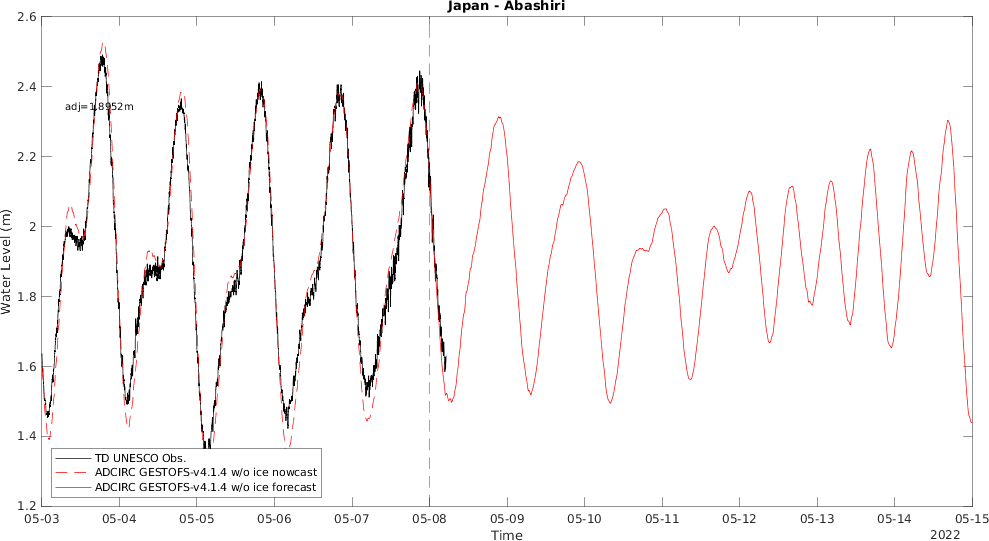 Japan - Abashiri
Water Level (m)
2.6
2.4
2.2
2
1.8
1.6
1.4
1.2
adj=1.8952m
TD UNESCO Obs.
ADCIRC GESTOFS-v4.1.4 w/o ice nowcast
ADCIRC GESTOFS-v4.1.4 w/o ice forecast
05-03 05-04 05-05 05-06 05-07 05-08 05-09 05-10 05-11 05-12 05-13 05-14 05-15
Time
2022